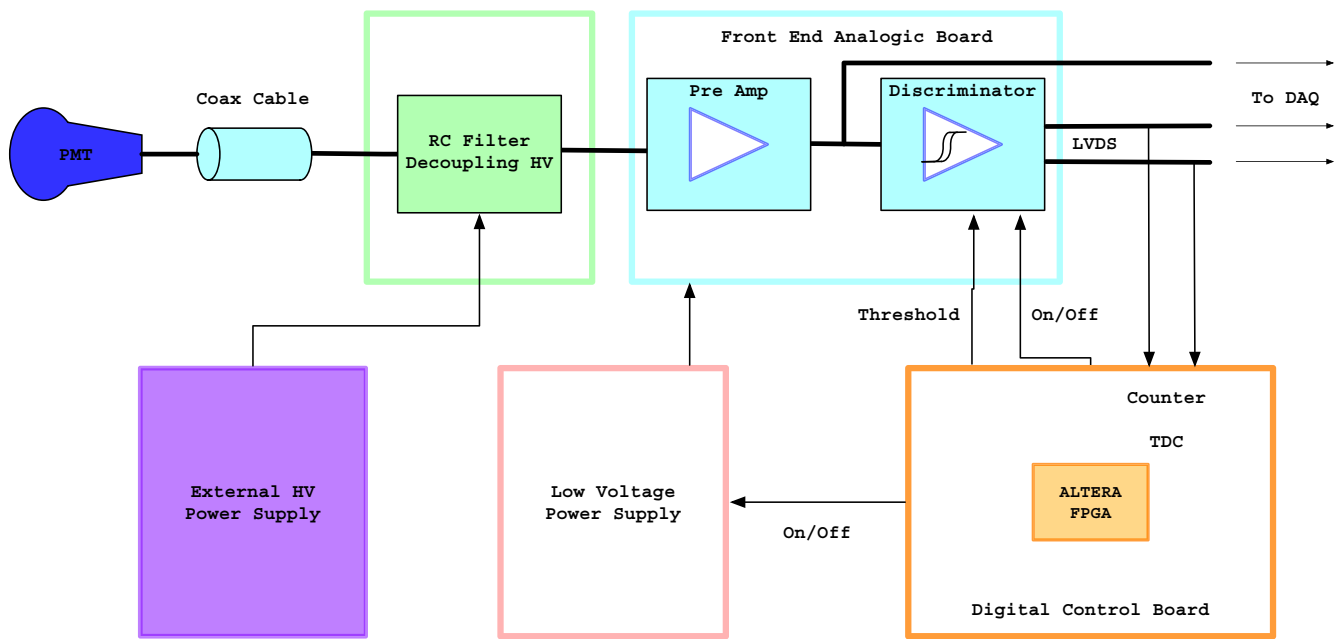 Front End Analogic Board
Coax Cable
Pre Amp
Discriminator
To DAQ
PMT
RC Filter
Decoupling HV
LVDS
Threshold
On/Off
Counter
TDC
External HV
Power Supply
Low Voltage
Power Supply
ALTERA
FPGA
On/Off
Digital Control Board